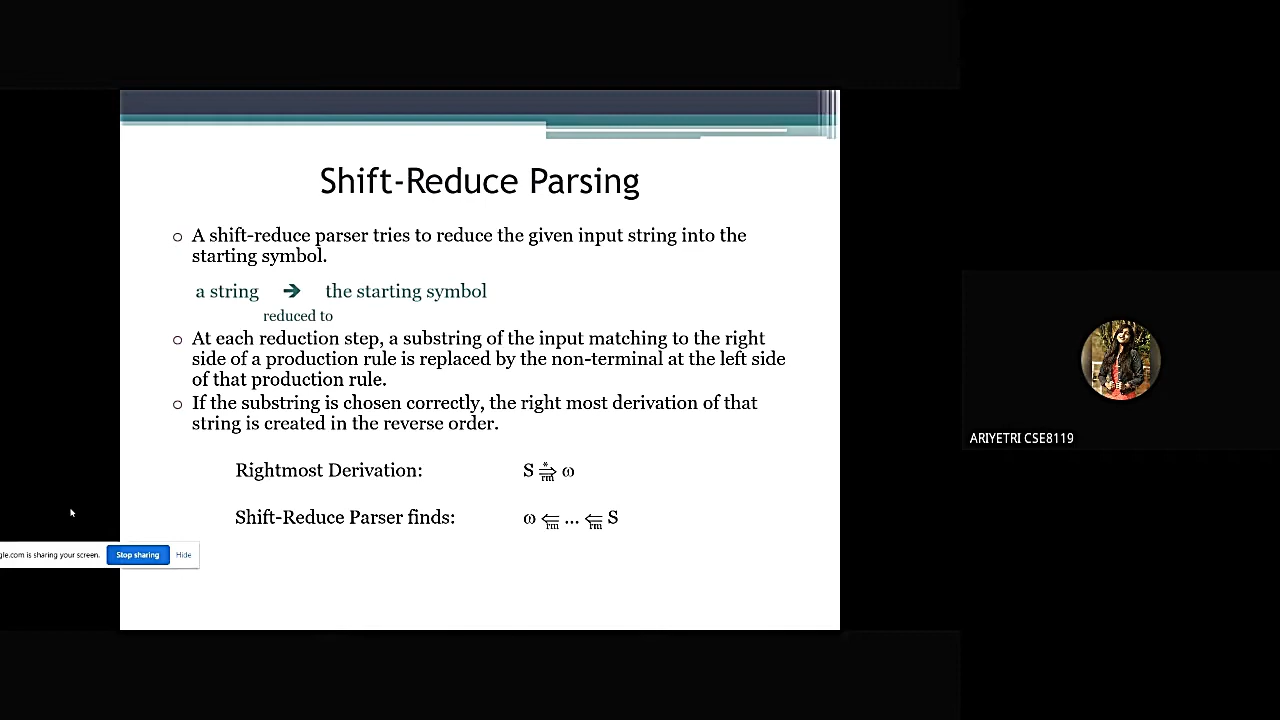 Shift-Reduce Parsing
○ A shift-reduce parser tries to reduce the given input string into the
starting symbol.
a string ➔ the starting symbol
reduced to
○ At each reduction step, a substring of the input matching to the right
side of a production rule is replaced by the non-terminal at the left side
of that production rule.
○ If the substring is chosen correctly, the right most derivation of that
string is created in the reverse order.
Rightmost Derivation: S *⇒rm ω
Shift-Reduce Parser finds: ω ⇐rm ... ⇐rm S
gle.com is sharing your screen. Stop sharing Hide
ARIYETRI CSE8119